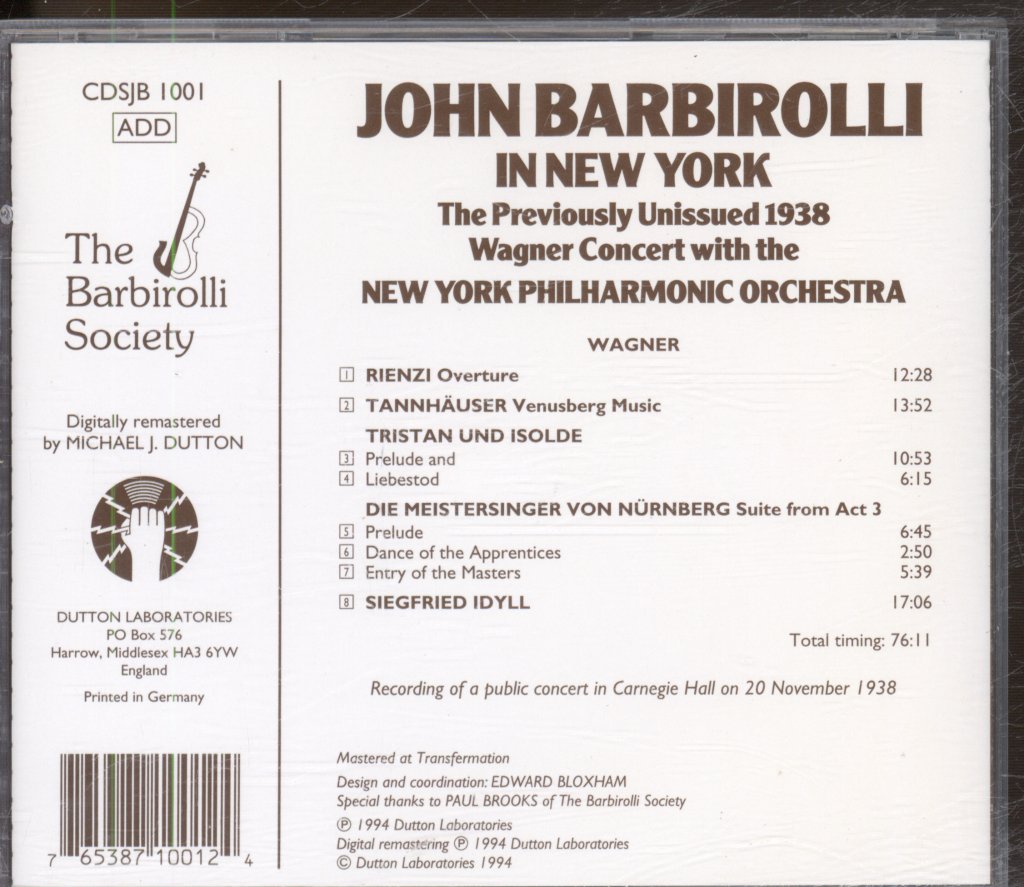 CDSJB 1001
ADD
The
Barbirolli
Society
Digitally remastered
by MICHAEL J. DUTTON
DUTTON LABORATORIES
PO Box 576
Harrow, Middlesex HA3 6YW
England
Printed in Germany
7 65387 10012 4
JOHN BARBIROLLI
IN NEW YORK
The Previously Unissued 1938
Wagner Concert with the
NEW YORK PHILHARMONIC ORCHESTRA
WAGNER
1 RIENZI Overture 12:28
2 TANNHÄUSER Venusberg Music 13:52
TRISTAN UND ISOLDE
3 Prelude and 10:53
4 Liebestod 6:15
DIE MEISTERSINGER VON NÜRNBERG Suite from Act 3
5 Prelude 6:45
6 Dance of the Apprentices 2:50
7 Entry of the Masters 5:39
8 SIEGFRIED IDYLL 17:06
Total timing: 76:11
Recording of a public concert in Carnegie Hall on 20 November 1938
Mastered at Transfermation
Design and coordination: EDWARD BLOXHAM
Special thanks to PAUL BROOKS of The Barbirolli Society
℗ 1994 Dutton Laboratories
Digital remastering ℗ 1994 Dutton Laboratories
© Dutton Laboratories 1994